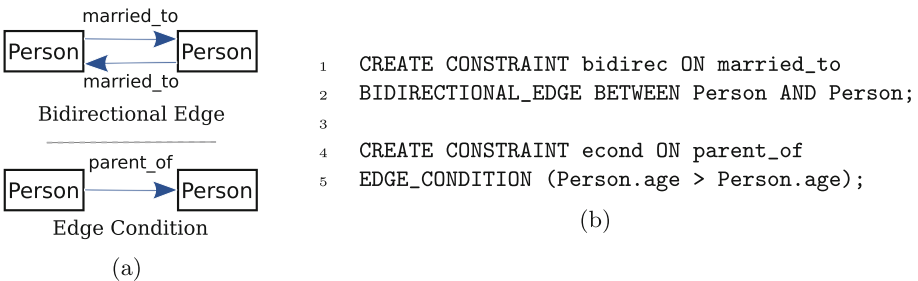 married_to
Person Person
married_to
Bidirectional Edge
parent_of
Person Person
Edge Condition
(a)
1 CREATE CONSTRAINT bidirec ON married_to
2 BIDIRECTIONAL_EDGE BETWEEN Person AND Person;
3
4 CREATE CONSTRAINT econd ON parent_of
5 EDGE_CONDITION (Person.age > Person.age);
(b)